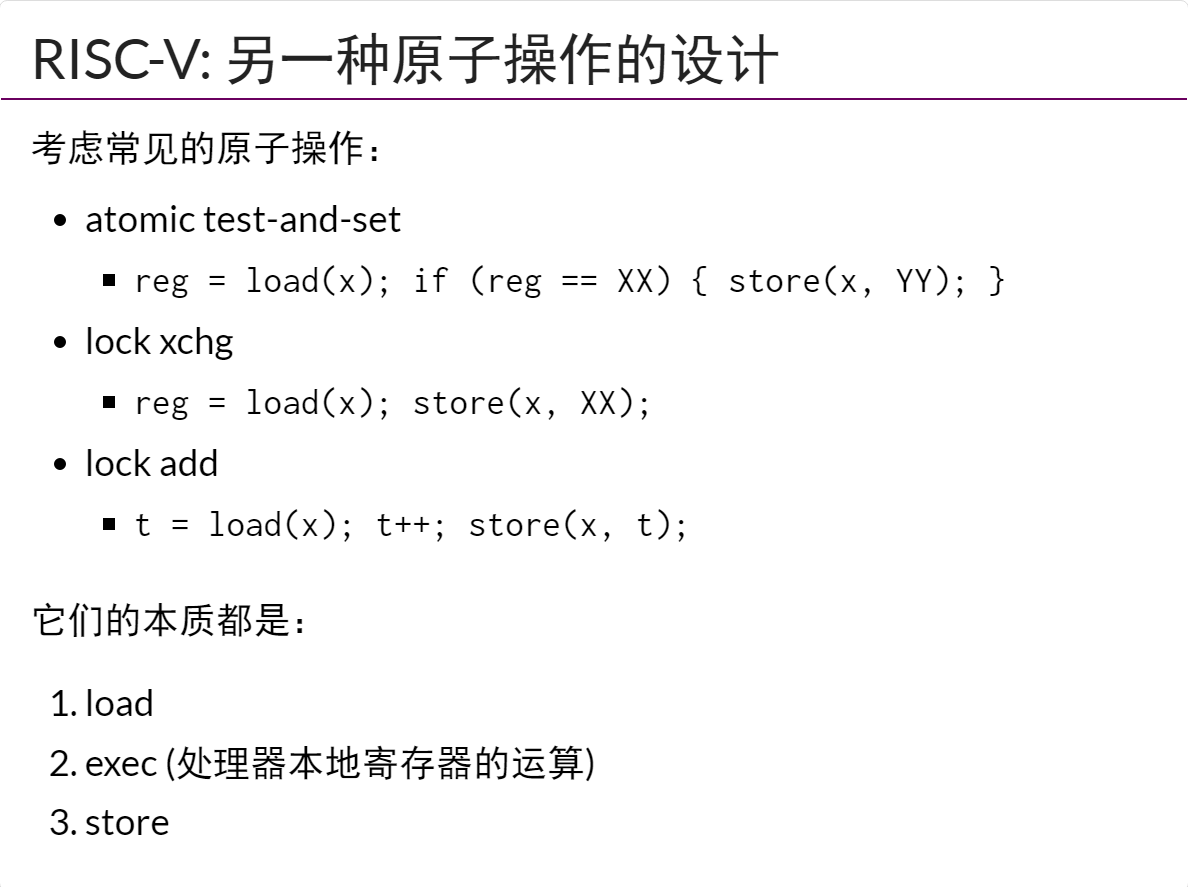 RISC-V: 另一种原子操作的设计
考虑常见的原子操作：
• atomic test-and-set
▪ reg = load(x); if (reg == XX) { store(x, YY); }
• lock xchg
▪ reg = load(x); store(x, XX);
• lock add
▪ t = load(x); t++; store(x, t);
它们的本质都是：
1. load
2. exec (处理器本地寄存器的运算)
3. store